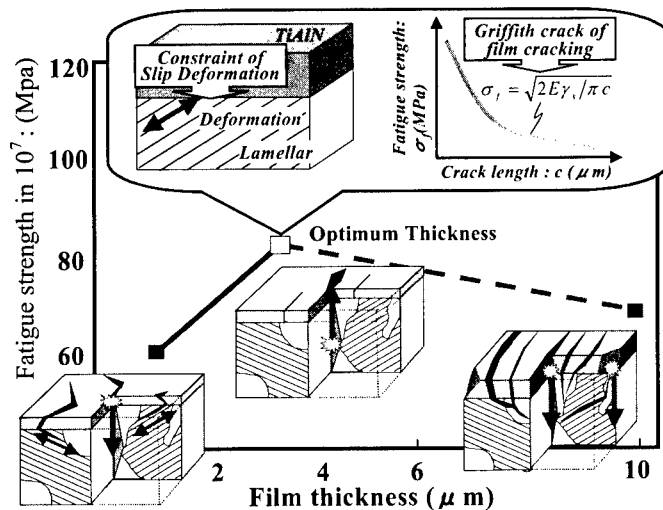 TiAlN
Constraint of
Slip Deformation
Deformation
Lamellar
Fatigue strength:
σf(MPa)
Griffith crack of
film cracking
σf = √2Eγs/πc
Crack length : c (μm)
Fatigue strength in 10⁷ : (Mpa)
120
100
80
60
Optimum Thickness
2
4
6
10
Film thickness (μm)